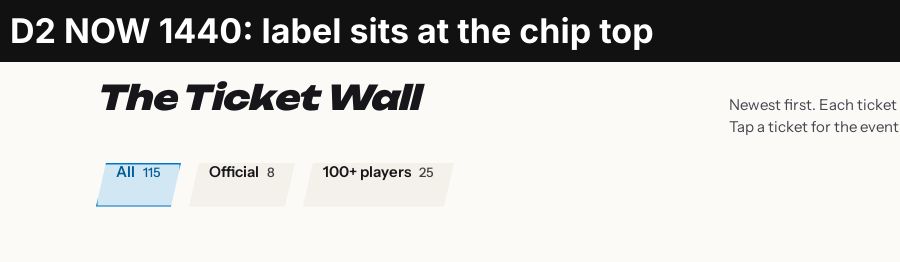 D2 NOW 1440: label sits at the chip top
The Ticket Wall
Newest first. Each ticket
Tap a ticket for the event
All 115 Official 8 100+ players 25